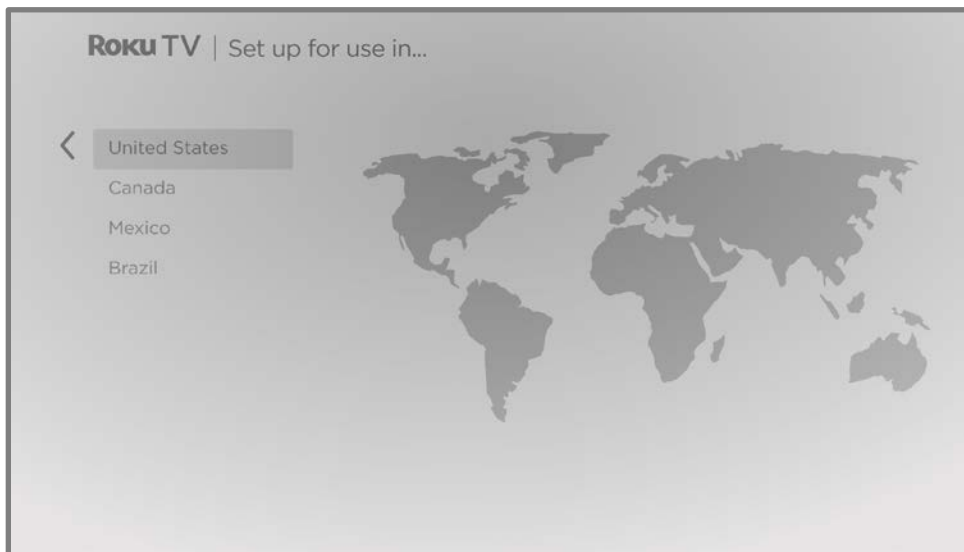 Roku TV | Set up for use in...
United States
Canada
Mexico
Brazil